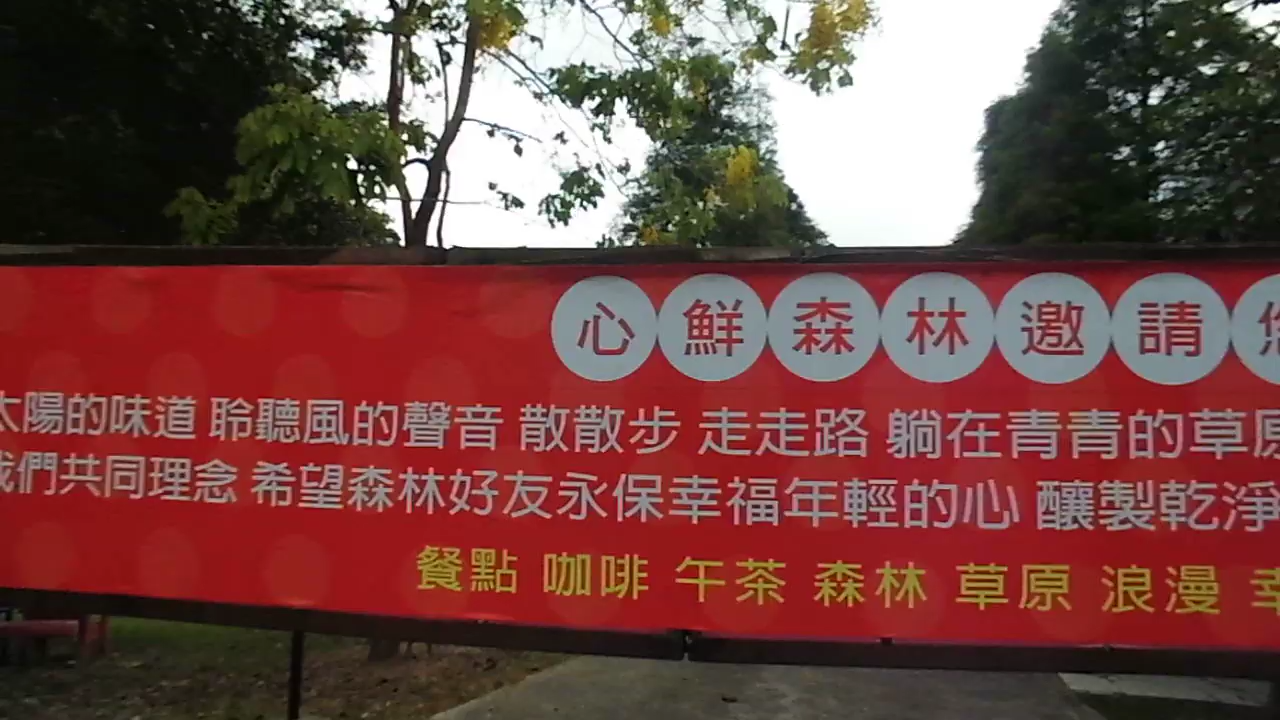 心鮮森林邀請您
太陽的味道 聆聽風的聲音 散散步 走走路 躺在青青的草原
我們共同理念 希望森林好友永保幸福年輕的心 釀製乾淨
餐點 咖啡 午茶 森林 草原 浪漫 幸